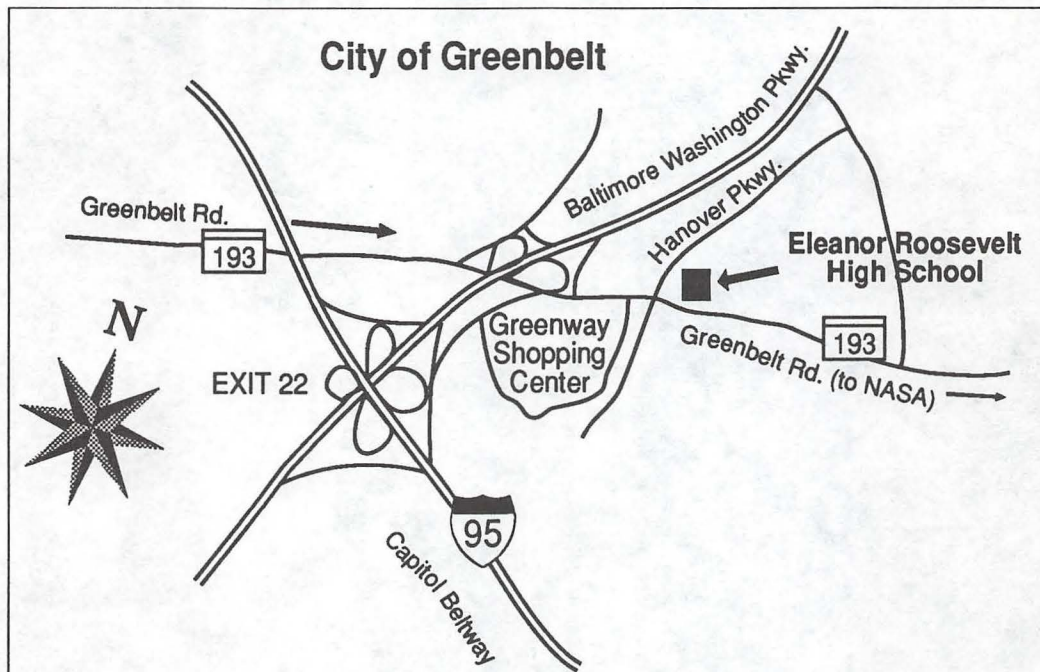 City of Greenbelt
Baltimore Washington Pkwy.
Hanover Pkwy.
Greenbelt Rd.
193
Eleanor Roosevelt
High School
N
EXIT 22
Greenway
Shopping
Center
193
Greenbelt Rd. (to NASA)
95
Capitol Beltway